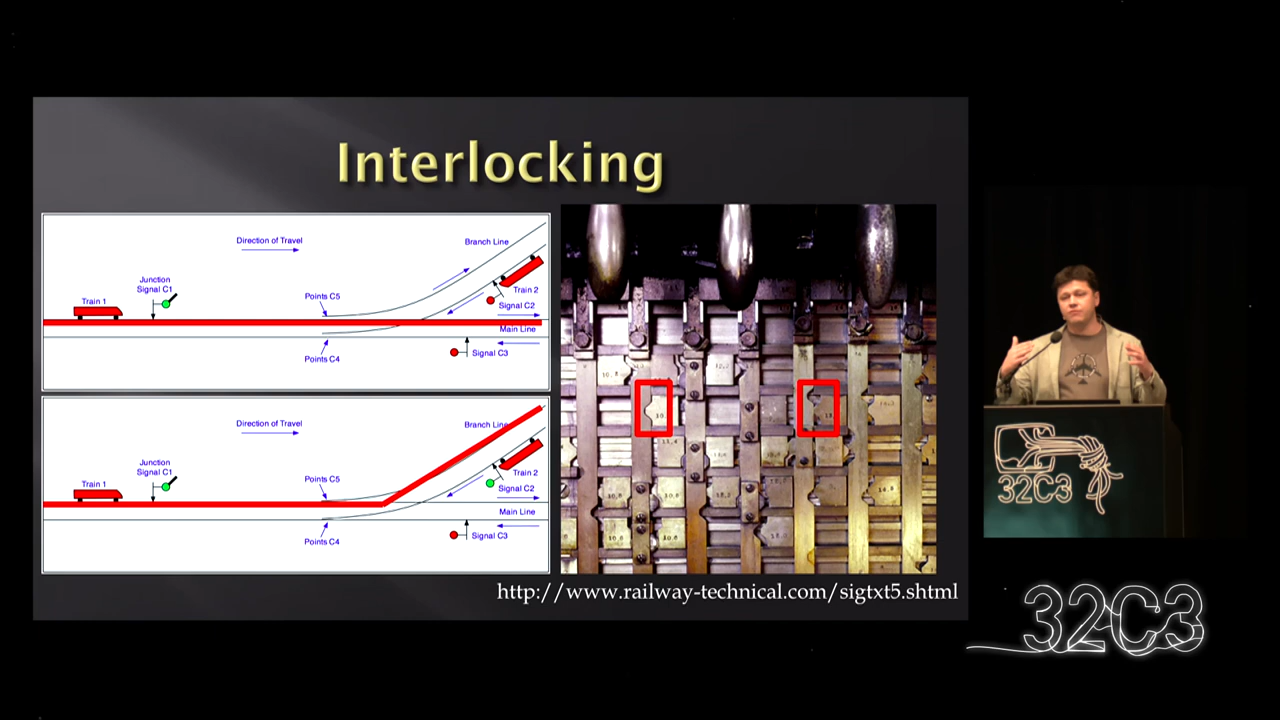 Interlocking
Direction of Travel
Branch Line
Junction
Signal C1
Train 1
Points C5
Train 2
Signal C2
Main Line
Points C4
Signal C3
Direction of Travel
Branch Line
Junction
Signal C1
Train 1
Points C5
Train 2
Signal C2
Main Line
Points C4
Signal C3
http://www.railway-technical.com/sigtxt5.shtml
32C3
32C3